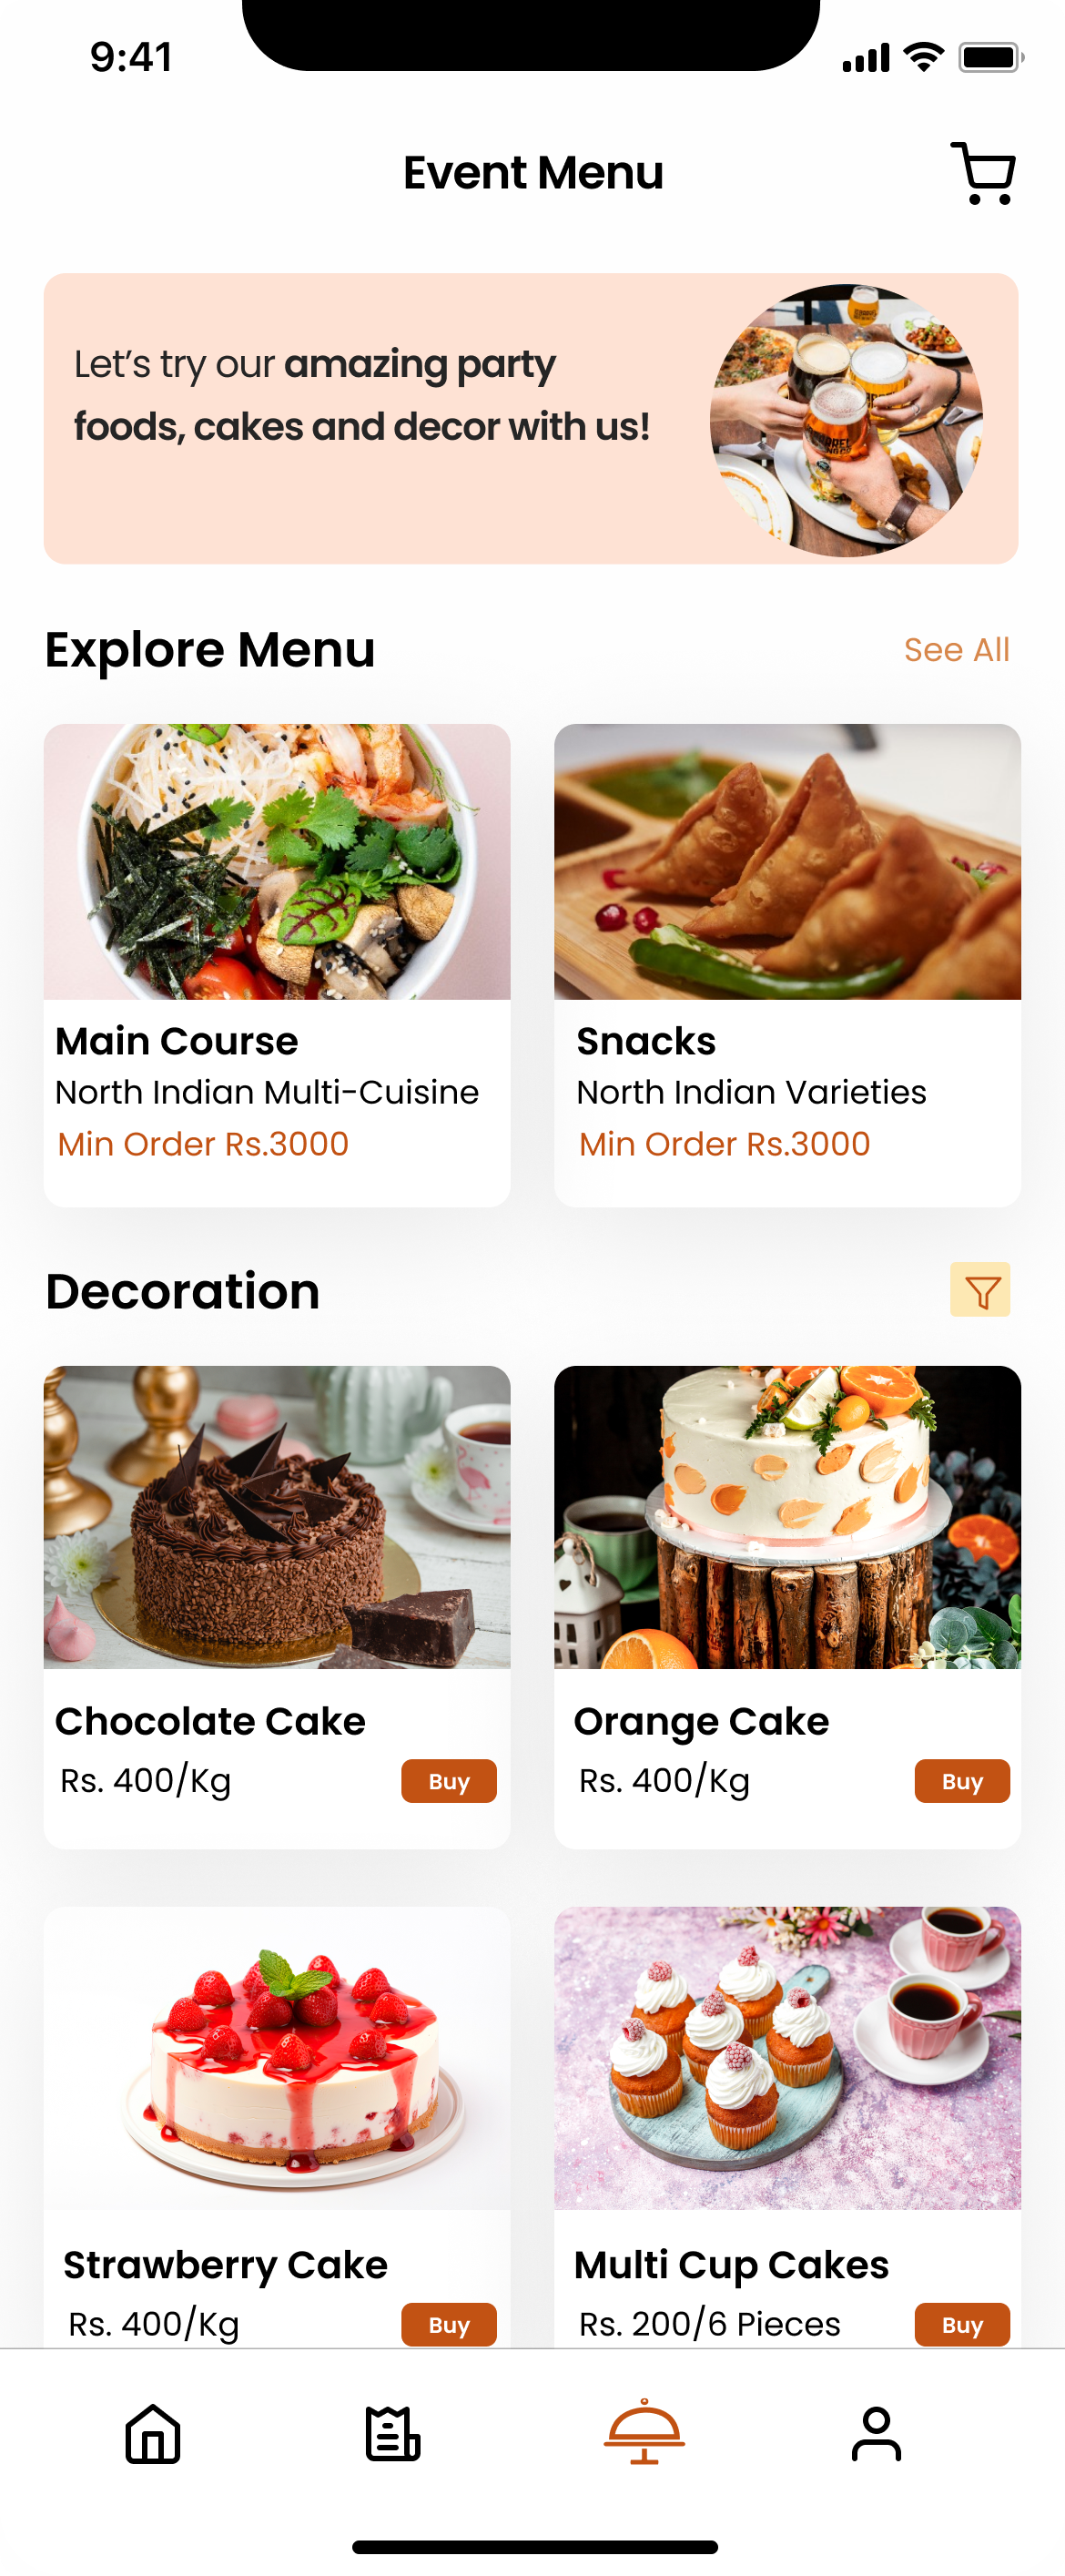 9:41
Event Menu
Let’s try our amazing party
foods, cakes and decor with us!
Explore Menu
See All
Main Course
North Indian Multi-Cuisine
Min Order Rs.3000
Snacks
North Indian Varieties
Min Order Rs.3000
Decoration
Chocolate Cake
Rs. 400/Kg
Buy
Orange Cake
Rs. 400/Kg
Buy
Strawberry Cake
Rs. 400/Kg
Buy
Multi Cup Cakes
Rs. 200/6 Pieces
Buy